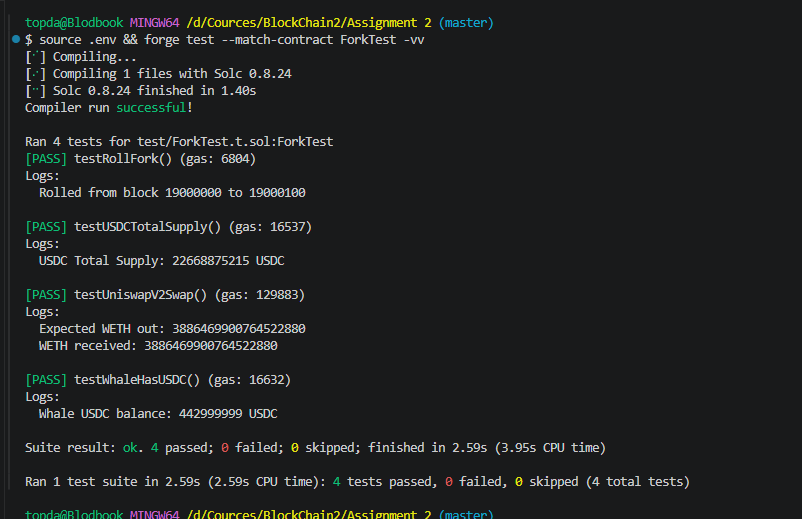 topda@Blodbook MINGW64 /d/Cources/BlockChain2/Assignment 2 (master)
$ source .env && forge test --match-contract ForkTest -vv
[⠊] Compiling...
[⠒] Compiling 1 files with Solc 0.8.24
[⠑] Solc 0.8.24 finished in 1.40s
Compiler run successful!
Ran 4 tests for test/ForkTest.t.sol:ForkTest
[PASS] testRollFork() (gas: 6804)
Logs:
Rolled from block 19000000 to 19000100
[PASS] testUSDCTotalSupply() (gas: 16537)
Logs:
USDC Total Supply: 22668875215 USDC
[PASS] testUniswapV2Swap() (gas: 129883)
Logs:
Expected WETH out: 3886469900764522880
WETH received: 3886469900764522880
[PASS] testWhaleHasUSDC() (gas: 16632)
Logs:
Whale USDC balance: 442999999 USDC
Suite result: ok. 4 passed; 0 failed; 0 skipped; finished in 2.59s (3.95s CPU time)
Ran 1 test suite in 2.59s (2.59s CPU time): 4 tests passed, 0 failed, 0 skipped (4 total tests)
topda@Blodbook MINGW64 /d/Cources/BlockChain2/Assignment 2 (master)